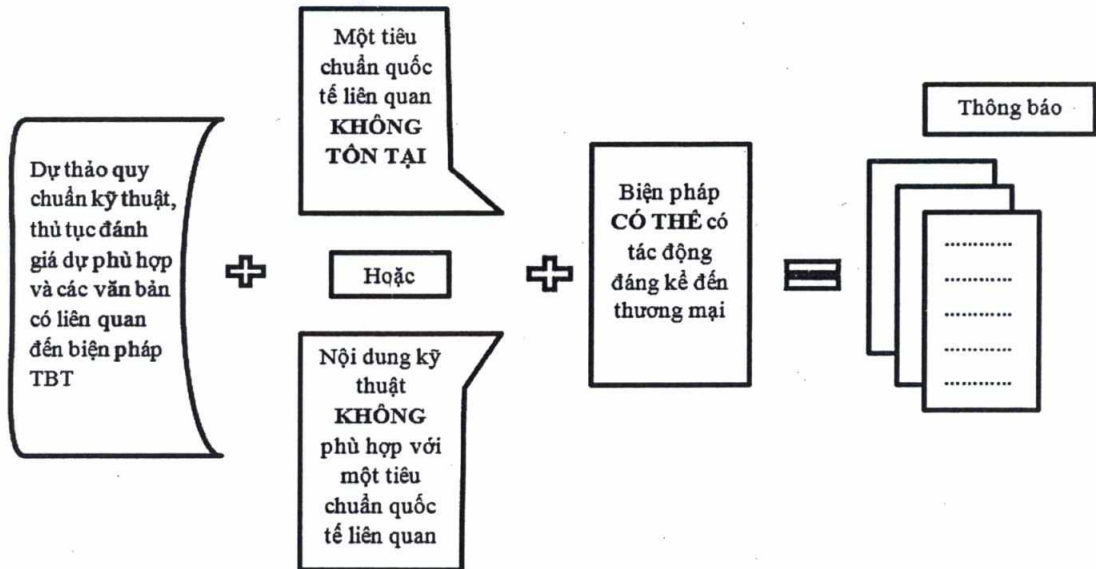 Dự thảo quy
chuẩn kỹ thuật,
thủ tục đánh
giá dự phù hợp
và các văn bản
có liên quan
đến biện pháp
TBT
Một tiêu
chuẩn quốc
tế liên quan
KHÔNG
TỒN TẠI
Hoặc
Nội dung kỹ
thuật
KHÔNG
phù hợp với
một tiêu
chuẩn quốc
tế liên quan
Biện pháp
CÓ THỂ có
tác động
đáng kể đến
thương mại
Thông báo
.............
.............
.............
.............
.............